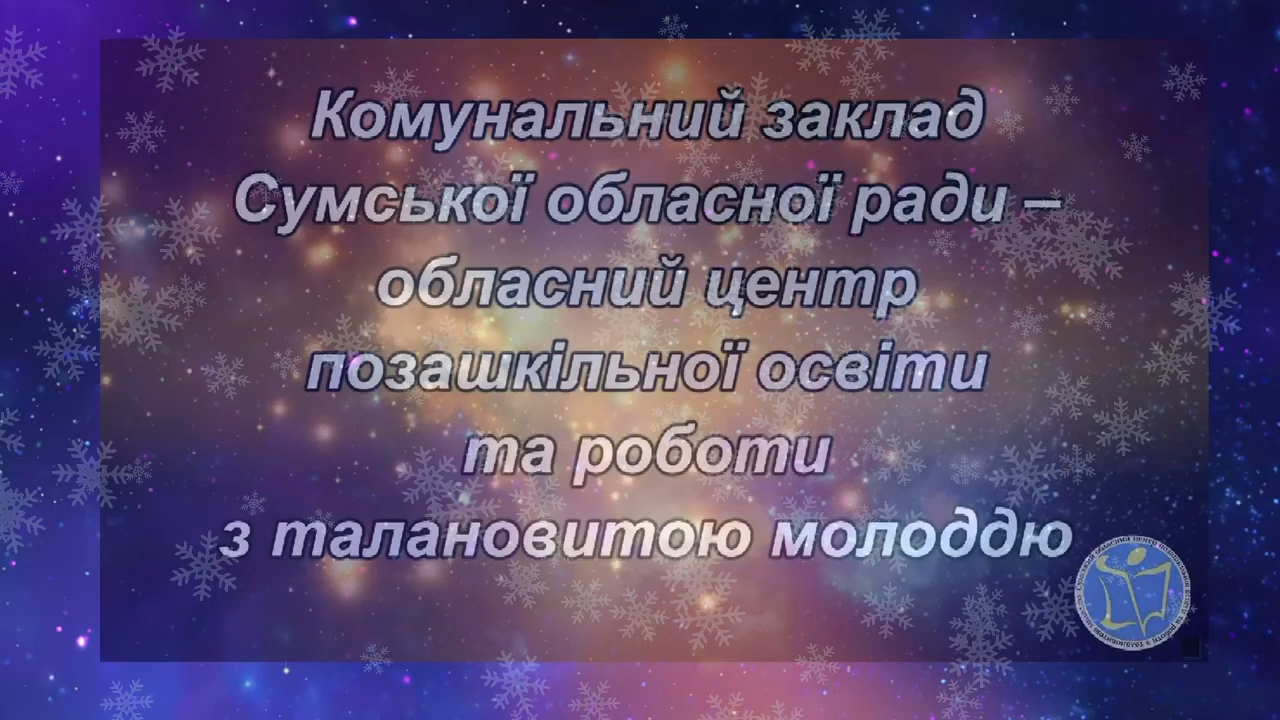 Комунальний заклад
Сумської обласної ради –
обласний центр
позашкільної освіти
та роботи
з талановитою молоддю